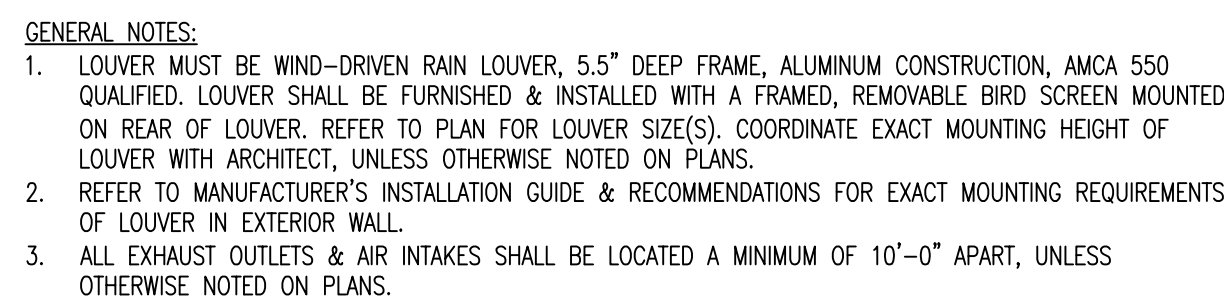 GENERAL NOTES:
1. LOUVER MUST BE WIND-DRIVEN RAIN LOUVER, 5.5" DEEP FRAME, ALUMINUM CONSTRUCTION, AMCA 550
QUALIFIED. LOUVER SHALL BE FURNISHED & INSTALLED WITH A FRAMED, REMOVABLE BIRD SCREEN MOUNTED
ON REAR OF LOUVER. REFER TO PLAN FOR LOUVER SIZE(S). COORDINATE EXACT MOUNTING HEIGHT OF
LOUVER WITH ARCHITECT, UNLESS OTHERWISE NOTED ON PLANS.
2. REFER TO MANUFACTURER'S INSTALLATION GUIDE & RECOMMENDATIONS FOR EXACT MOUNTING REQUIREMENTS
OF LOUVER IN EXTERIOR WALL.
3. ALL EXHAUST OUTLETS & AIR INTAKES SHALL BE LOCATED A MINIMUM OF 10'-0" APART, UNLESS
OTHERWISE NOTED ON PLANS.